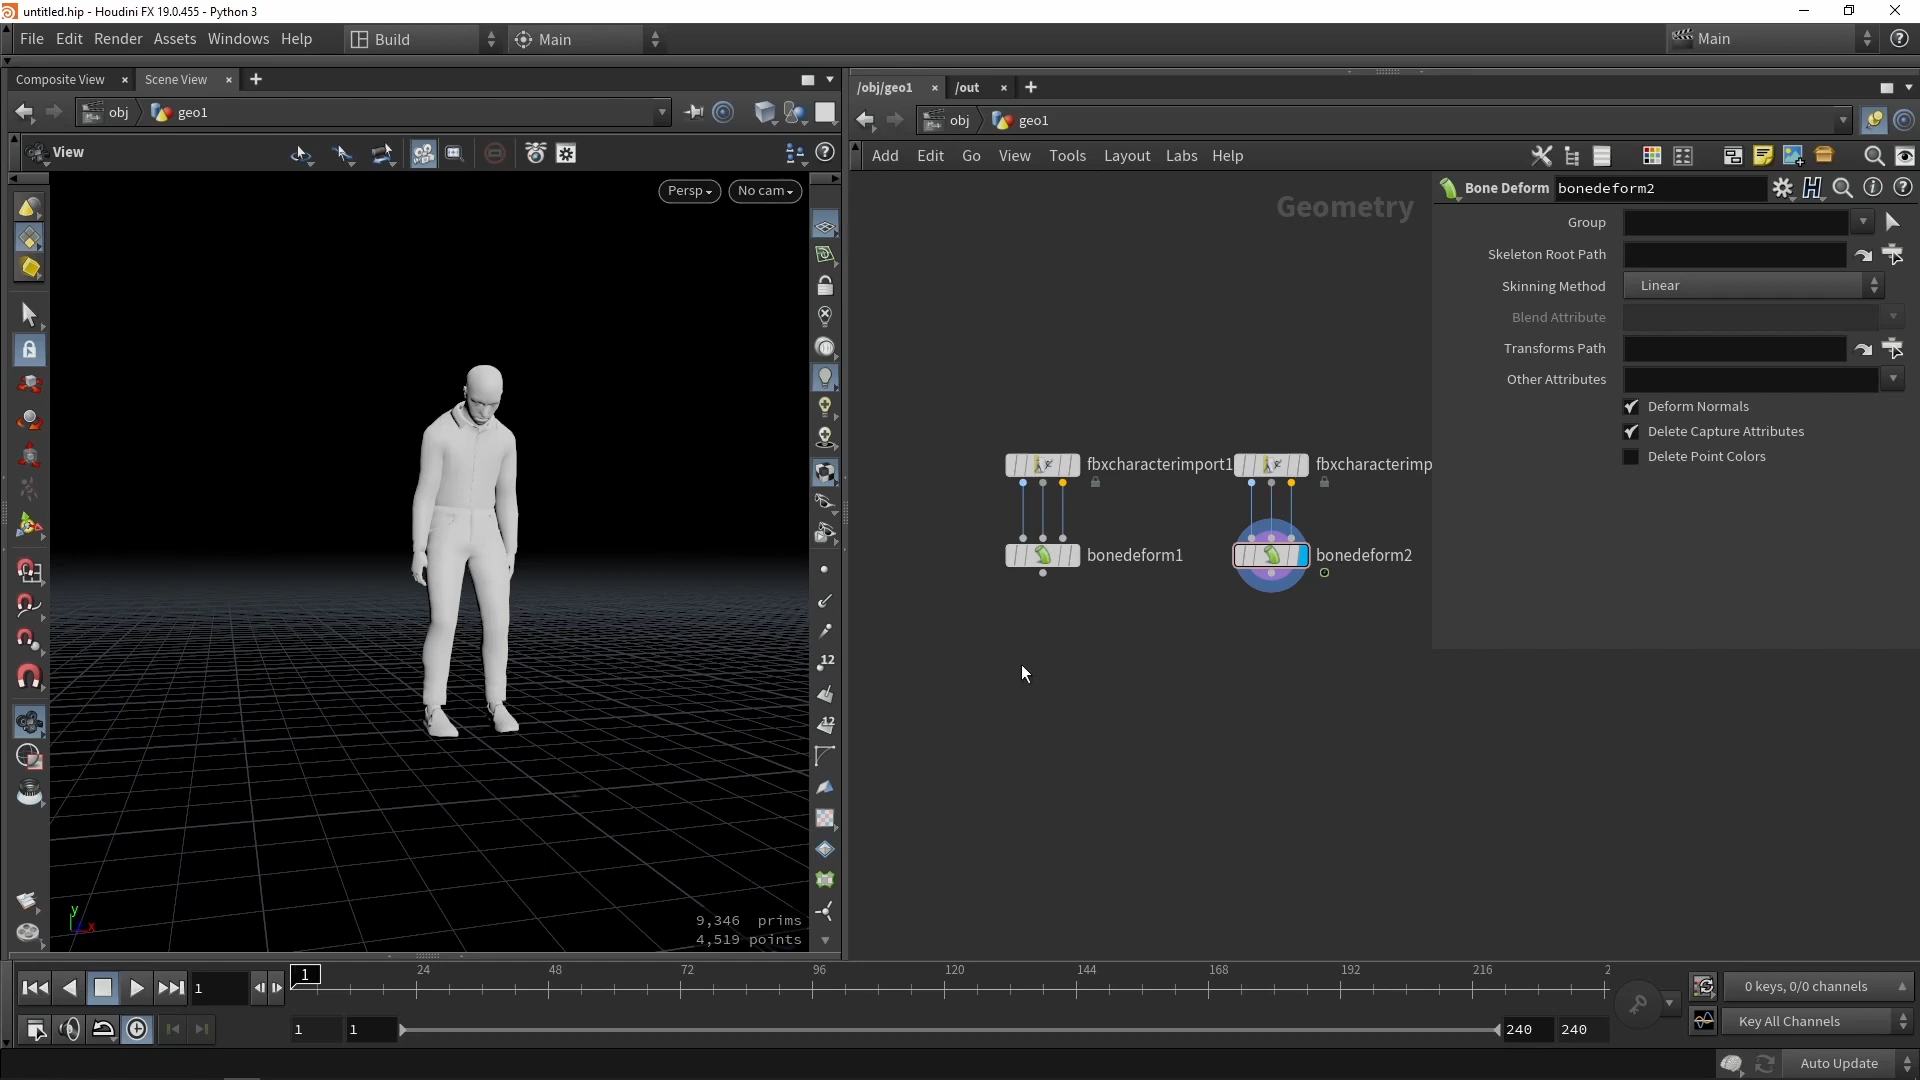 untitled.hip - Houdini FX 19.0.455 - Python 3
File Edit Render Assets Windows Help Build Main Main
Composite View × Scene View × +
/obj/geo1 × /out × +
obj geo1
obj geo1
View
Add Edit Go View Tools Layout Labs Help
Persp No cam
Geometry
Bone Deform bonedeform2
Group
Skeleton Root Path
Skinning Method Linear
Blend Attribute
Transforms Path
Other Attributes
Deform Normals
Delete Capture Attributes
Delete Point Colors
fbxcharacterimport1 fbxcharacterimp
bonedeform1 bonedeform2
12
12
y
x
9,346 prims
4,519 points
1
1 24 48 72 96 120 144 168 192 216 2
0 keys, 0/0 channels
1 1 240 240
Key All Channels
Auto Update